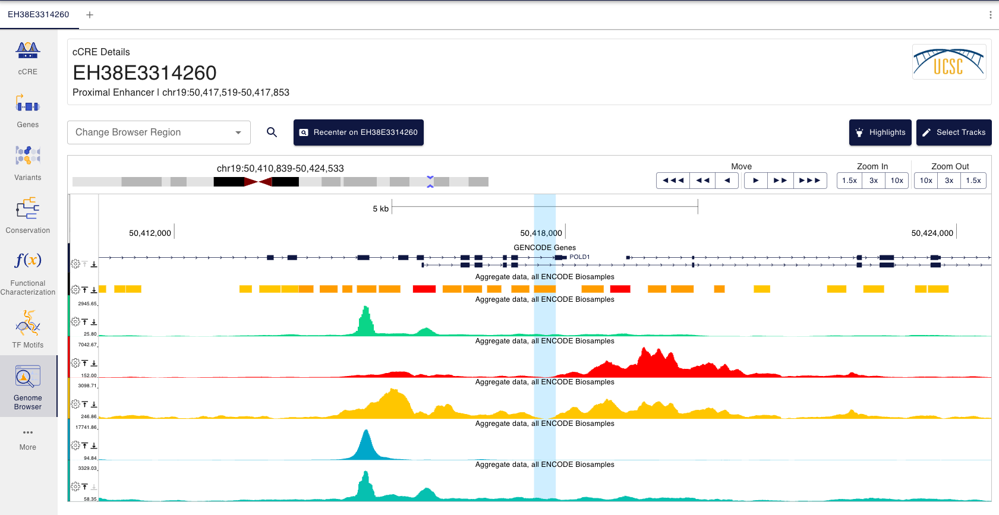 EH38E3314260 +
cCRE
Genes
Variants
Conservation
f(x)
Functional
Characterization
TF Motifs
Genome
Browser
More
cCRE Details
EH38E3314260
Proximal Enhancer | chr19:50,417,519-50,417,853
UCSC
Change Browser Region
Recenter on EH38E3314260
Highlights
Select Tracks
chr19:50,410,839-50,424,533
Move
Zoom In
Zoom Out
1.5x 3x 10x
10x 3x 1.5x
5 kb
50,412,000
50,418,000
50,424,000
GENCODE Genes
POLD1
Aggregate data, all ENCODE Biosamples
Aggregate data, all ENCODE Biosamples
2945.65
25.80
Aggregate data, all ENCODE Biosamples
7042.67
152.00
Aggregate data, all ENCODE Biosamples
3098.71
246.86
Aggregate data, all ENCODE Biosamples
17741.86
94.84
Aggregate data, all ENCODE Biosamples
3329.03
58.35